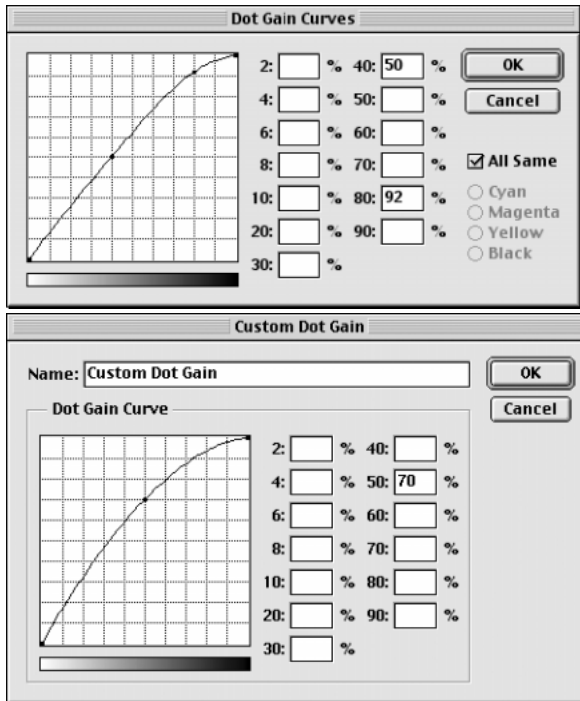 Dot Gain Curves
2: % 40: 50 % OK
4: % 50: % Cancel
6: % 60: %
8: % 70: % All Same
10: % 80: 92 % Cyan
Magenta
20: % 90: % Yellow
Black
30: %
Custom Dot Gain
Name: Custom Dot Gain OK
Dot Gain Curve Cancel
2: % 40: %
4: % 50: 70 %
6: % 60: %
8: % 70: %
10: % 80: %
20: % 90: %
30: %